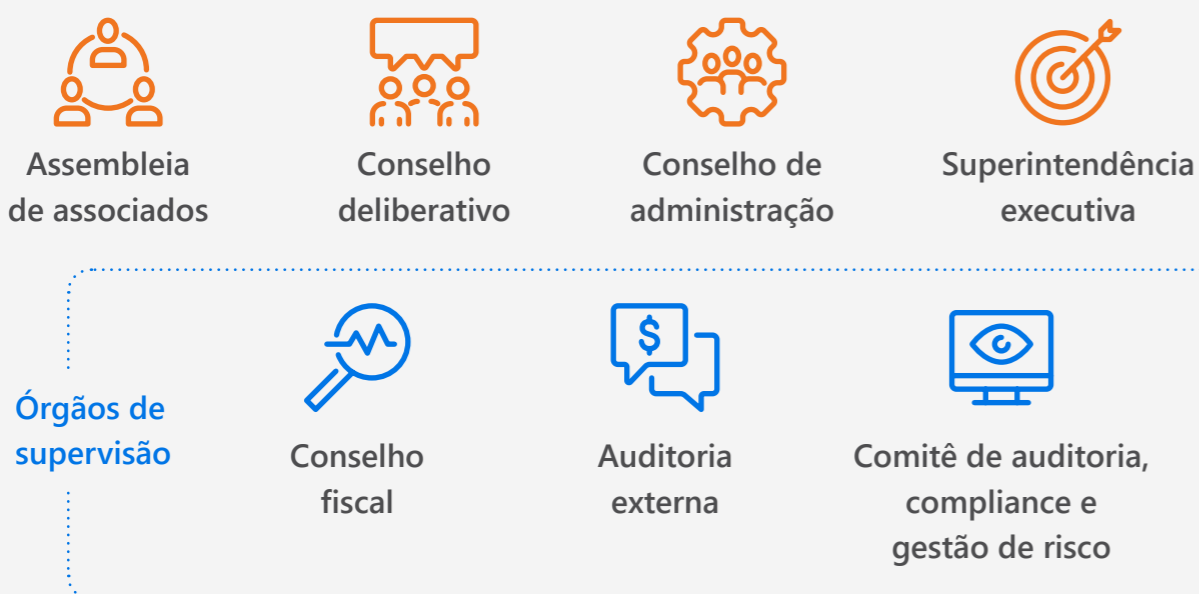 Assembleia
de associados
Conselho
deliberativo
Conselho de
administração
Superintendência
executiva
Órgãos de
supervisão
Conselho
fiscal
$
Auditoria
externa
Comitê de auditoria,
compliance e
gestão de risco